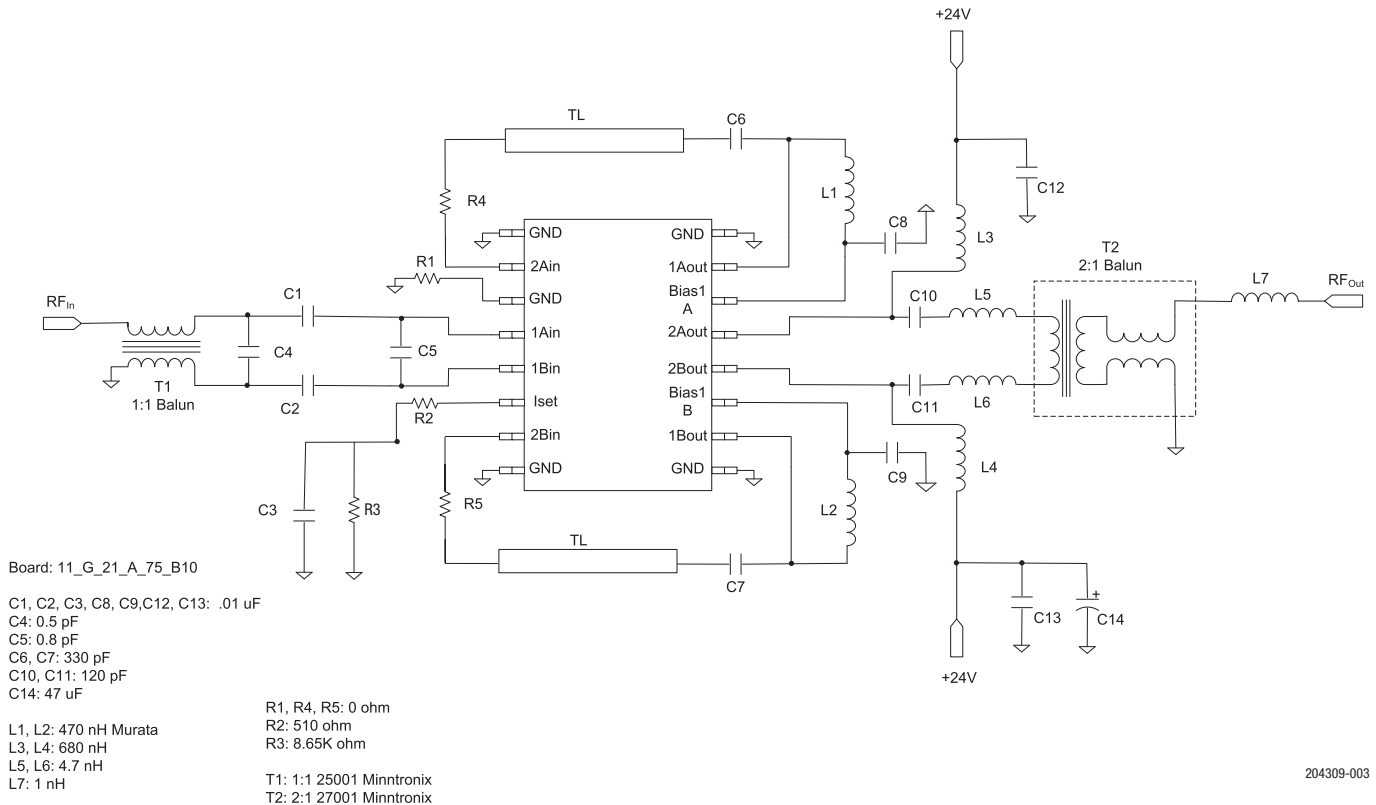 +24V
TL
C6
R4
L1
C8
C12
L3
GND
GND
2Ain
1Aout
R1
GND
Bias1
A
T2
2:1 Balun
L7
RFOut
RFIn
C1
C10
L5
1Ain
2Aout
C4
C5
1Bin
2Bout
T1
1:1 Balun
C2
C11
L6
R2
Iset
Bias1
B
2Bin
1Bout
GND
GND
C9
L4
C3
R3
R5
L2
TL
C7
+
C13
C14
+24V
Board: 11_G_21_A_75_B10
C1, C2, C3, C8, C9,C12, C13: .01 uF
C4: 0.5 pF
C5: 0.8 pF
C6, C7: 330 pF
C10, C11: 120 pF
C14: 47 uF
L1, L2: 470 nH Murata
L3, L4: 680 nH
L5, L6: 4.7 nH
L7: 1 nH
R1, R4, R5: 0 ohm
R2: 510 ohm
R3: 8.65K ohm
T1: 1:1 25001 Minntronix
T2: 2:1 27001 Minntronix
204309-003